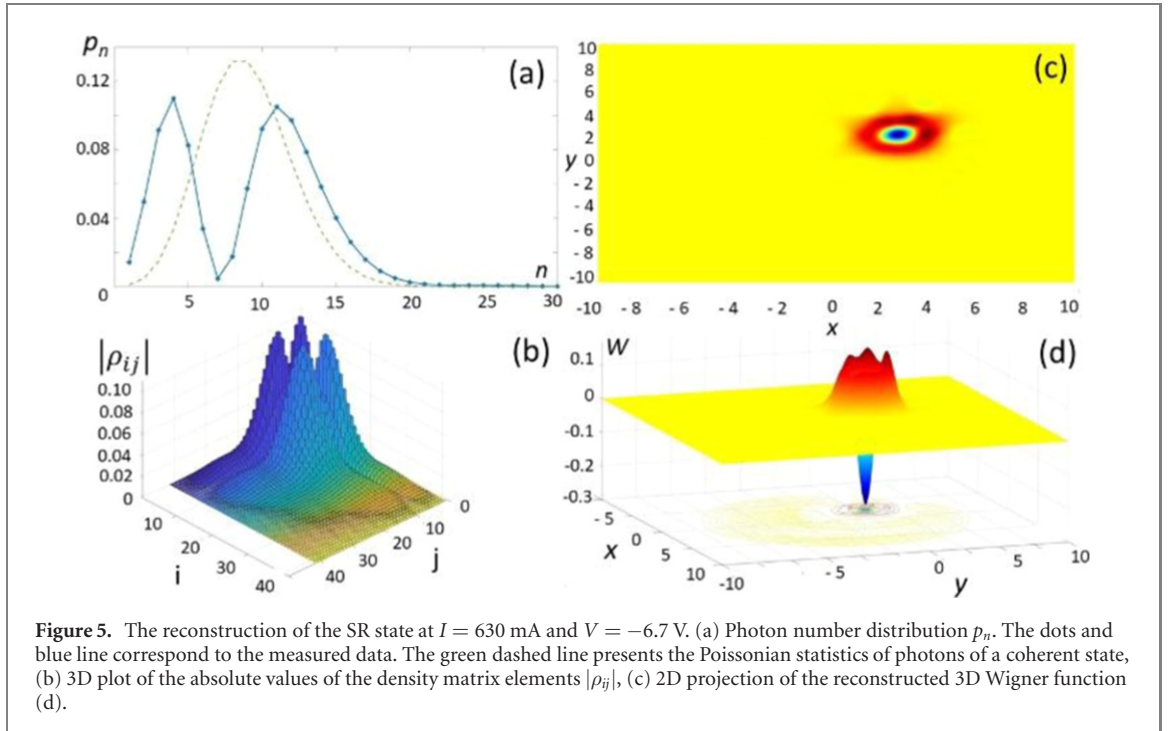 pₙ
(a)
0.12
0.08
0.04
0
5
10
15
20
25
30
n
(c)
10
8
6
4
2
y 0
- 2
- 4
- 6
- 8
-10
-10 - 8 - 6 - 4 - 2 0 2 4 6 8 10
x
|ρᵢⱼ|
(b)
0.10
0.08
0.06
0.04
0.02
0
10
20
30
40
i
40
30
20
10
0
j
W
(d)
0.1
0
-0.1
-0.2
-0.3
- 5
0
5
10
x
-10
- 5
0
5
10
y
Figure 5. The reconstruction of the SR state at I = 630 mA and V = −6.7 V. (a) Photon number distribution pₙ. The dots and
blue line correspond to the measured data. The green dashed line presents the Poissonian statistics of photons of a coherent state,
(b) 3D plot of the absolute values of the density matrix elements |ρᵢⱼ|, (c) 2D projection of the reconstructed 3D Wigner function
(d).